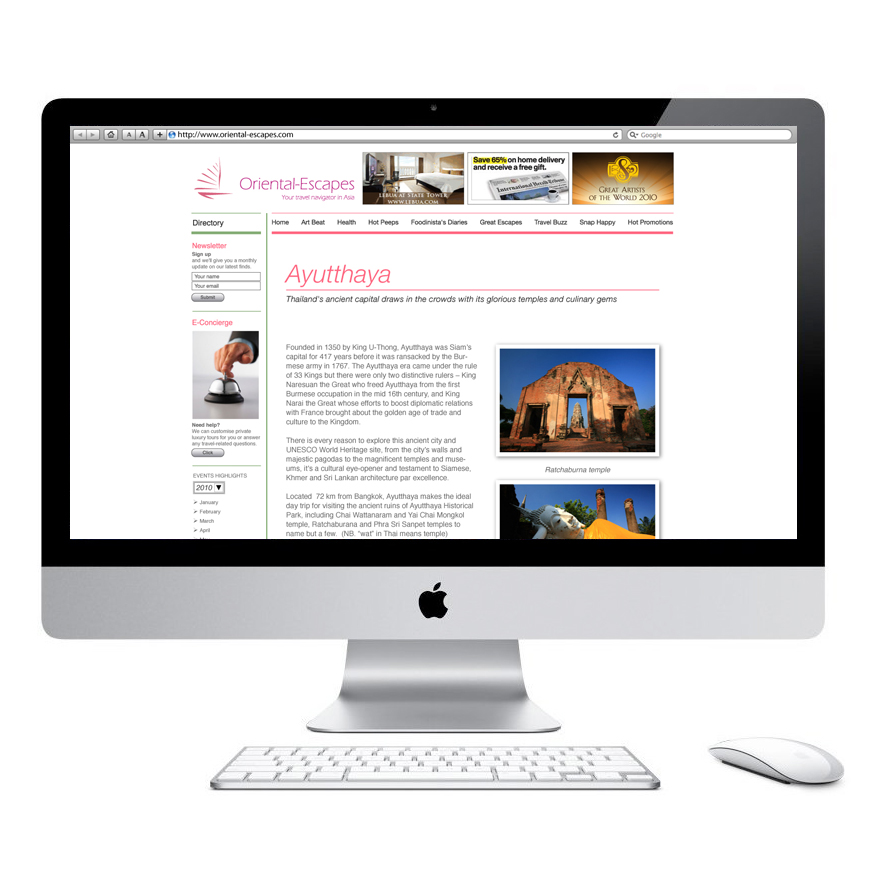 A A + http://www.oriental-escapes.com Google
Oriental-Escapes
Your travel navigator in Asia
LEBUA AT STATE TOWER
WWW.LEBUA.COM
Save 65% on home delivery
and receive a free gift.
International Herald Tribune
GREAT ARTISTS
OF THE WORLD 2010
Directory
Home Art Beat Health Hot Peeps Foodinista's Diaries Great Escapes Travel Buzz Snap Happy Hot Promotions
Newsletter
Sign up
and we'll give you a monthly
update on our latest finds.
Your name
Your email
Submit
E-Concierge
Need help?
We can customise private
luxury tours for you or answer
any travel-related questions.
Click
EVENTS HIGHLIGHTS
2010 ▼
➢ January
➢ February
➢ March
➢ April
Ayutthaya
Thailand's ancient capital draws in the crowds with its glorious temples and culinary gems
Founded in 1350 by King U-Thong, Ayutthaya was Siam's
capital for 417 years before it was ransacked by the Bur-
mese army in 1767. The Ayutthaya era came under the rule
of 33 Kings but there were only two distinctive rulers – King
Naresuan the Great who freed Ayutthaya from the first
Burmese occupation in the mid 16th century, and King
Narai the Great whose efforts to boost diplomatic relations
with France brought about the golden age of trade and
culture to the Kingdom.
There is every reason to explore this ancient city and
UNESCO World Heritage site, from the city's walls and
majestic pagodas to the magnificent temples and muse-
ums, it's a cultural eye-opener and testament to Siamese,
Khmer and Sri Lankan architecture par excellence.
Located 72 km from Bangkok, Ayutthaya makes the ideal
day trip for visiting the ancient ruins of Ayutthaya Historical
Park, including Chai Wattanaram and Yai Chai Mongkol
temple, Ratchaburana and Phra Sri Sanpet temples to
name but a few. (NB. "wat" in Thai means temple)
Ratchaburna temple